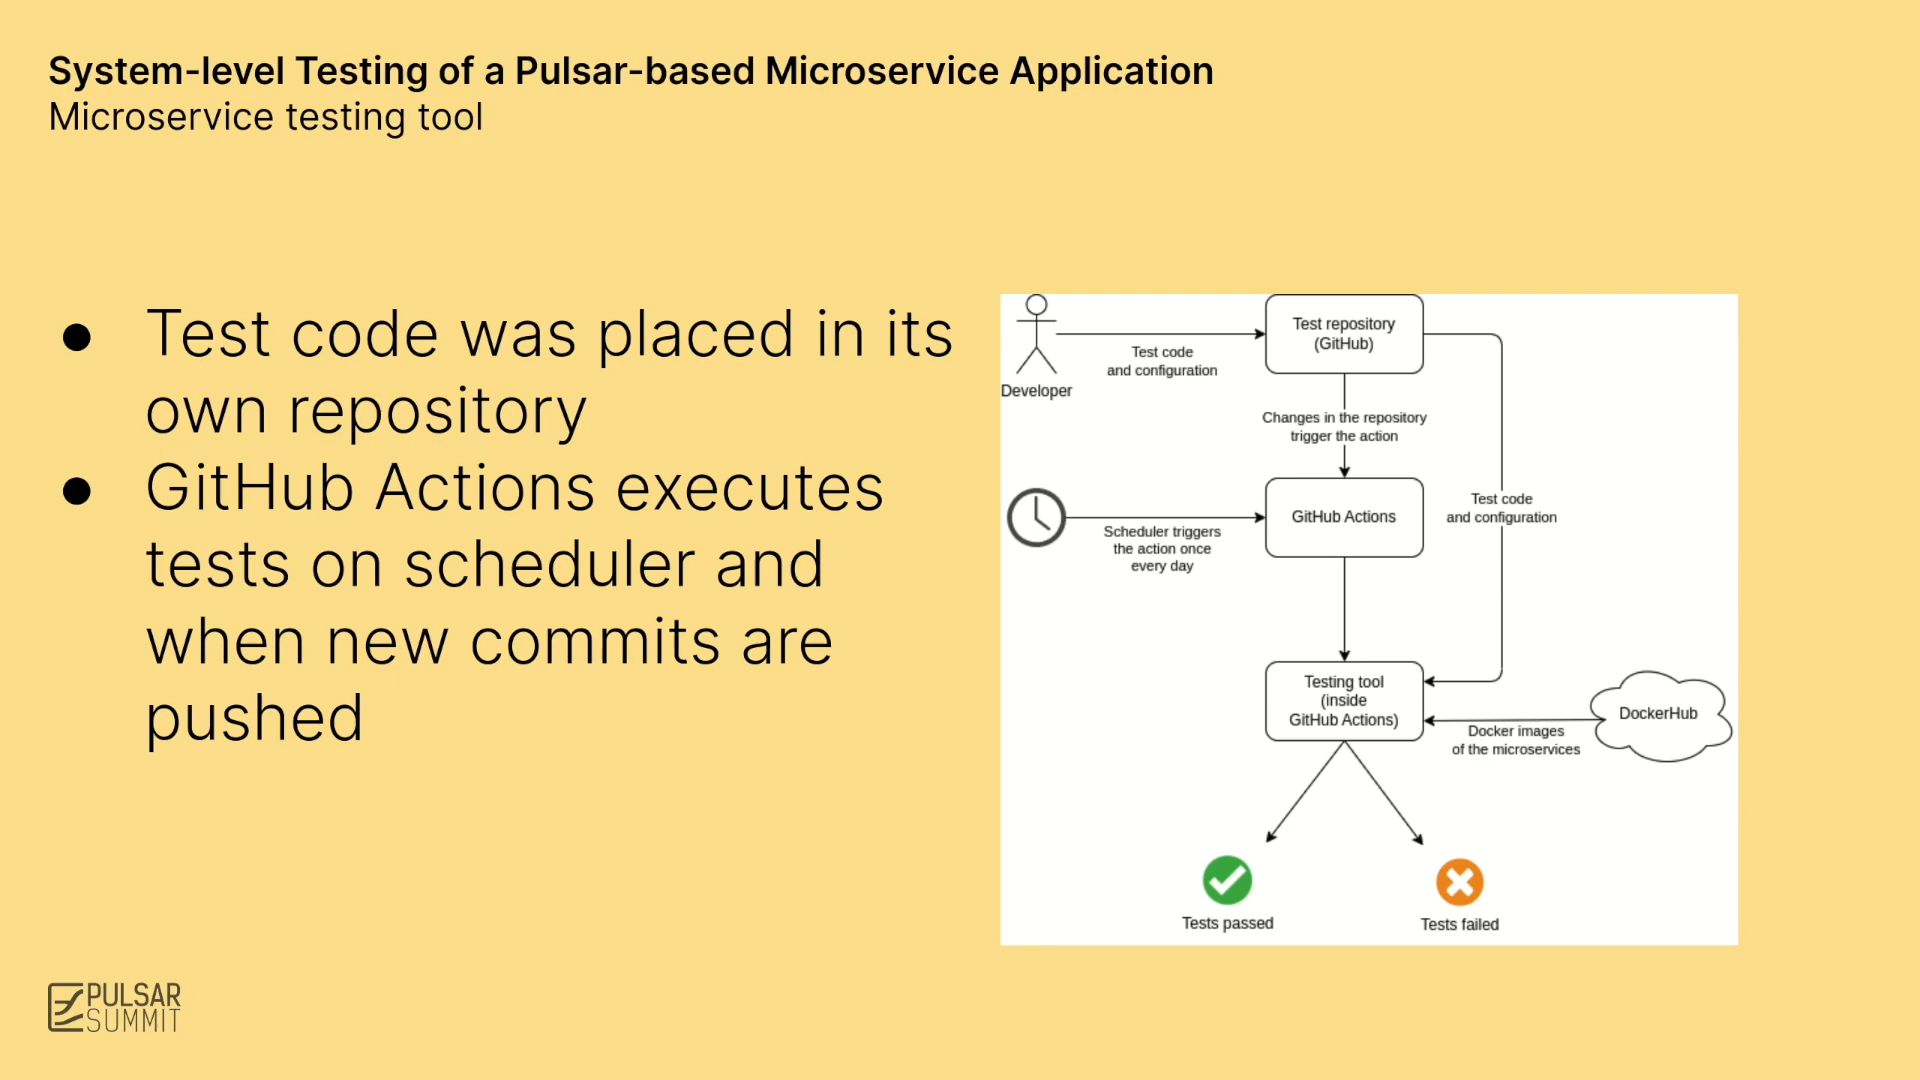 System-level Testing of a Pulsar-based Microservice Application
Microservice testing tool
● Test code was placed in its
own repository
● GitHub Actions executes
tests on scheduler and
when new commits are
pushed
Developer
Test code
and configuration
Test repository
(GitHub)
Changes in the repository
trigger the action
Scheduler triggers
the action once
every day
GitHub Actions
Test code
and configuration
Testing tool
(inside
GitHub Actions)
DockerHub
Docker images
of the microservices
Tests passed
Tests failed
PULSAR
SUMMIT